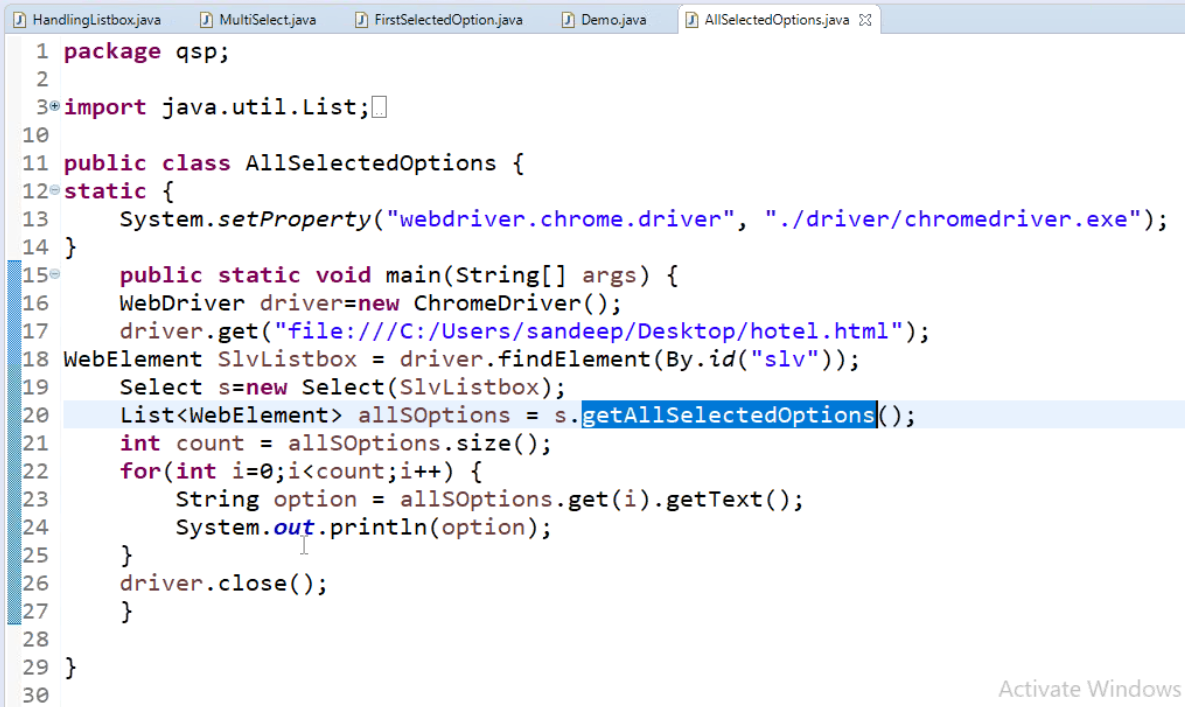 HandlingListbox.java MultiSelect.java FirstSelectedOption.java Demo.java AllSelectedOptions.java
1 package qsp;
2
3 import java.util.List;
10
11 public class AllSelectedOptions {
12 static {
13 System.setProperty("webdriver.chrome.driver", "./driver/chromedriver.exe");
14 }
15 public static void main(String[] args) {
16 WebDriver driver=new ChromeDriver();
17 driver.get("file:///C:/Users/sandeep/Desktop/hotel.html");
18 WebElement SlvListbox = driver.findElement(By.id("slv"));
19 Select s=new Select(SlvListbox);
20 List<WebElement> allSOptions = s.getAllSelectedOptions();
21 int count = allSOptions.size();
22 for(int i=0;i<count;i++) {
23 String option = allSOptions.get(i).getText();
24 System.out.println(option);
25 }
26 driver.close();
27 }
28
29 }
30
Activate Windows